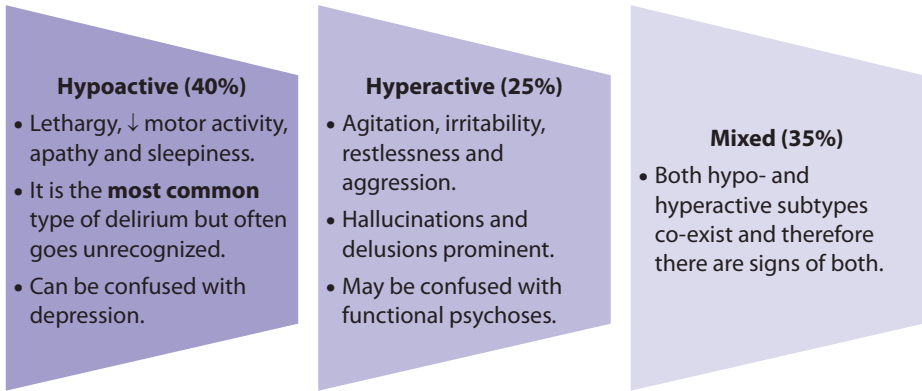 Hypoactive (40%)
• Lethargy, ↓ motor activity,
apathy and sleepiness.
• It is the most common
type of delirium but often
goes unrecognized.
• Can be confused with
depression.
Hyperactive (25%)
• Agitation, irritability,
restlessness and
aggression.
• Hallucinations and
delusions prominent.
• May be confused with
functional psychoses.
Mixed (35%)
• Both hypo- and
hyperactive subtypes
co-exist and therefore
there are signs of both.